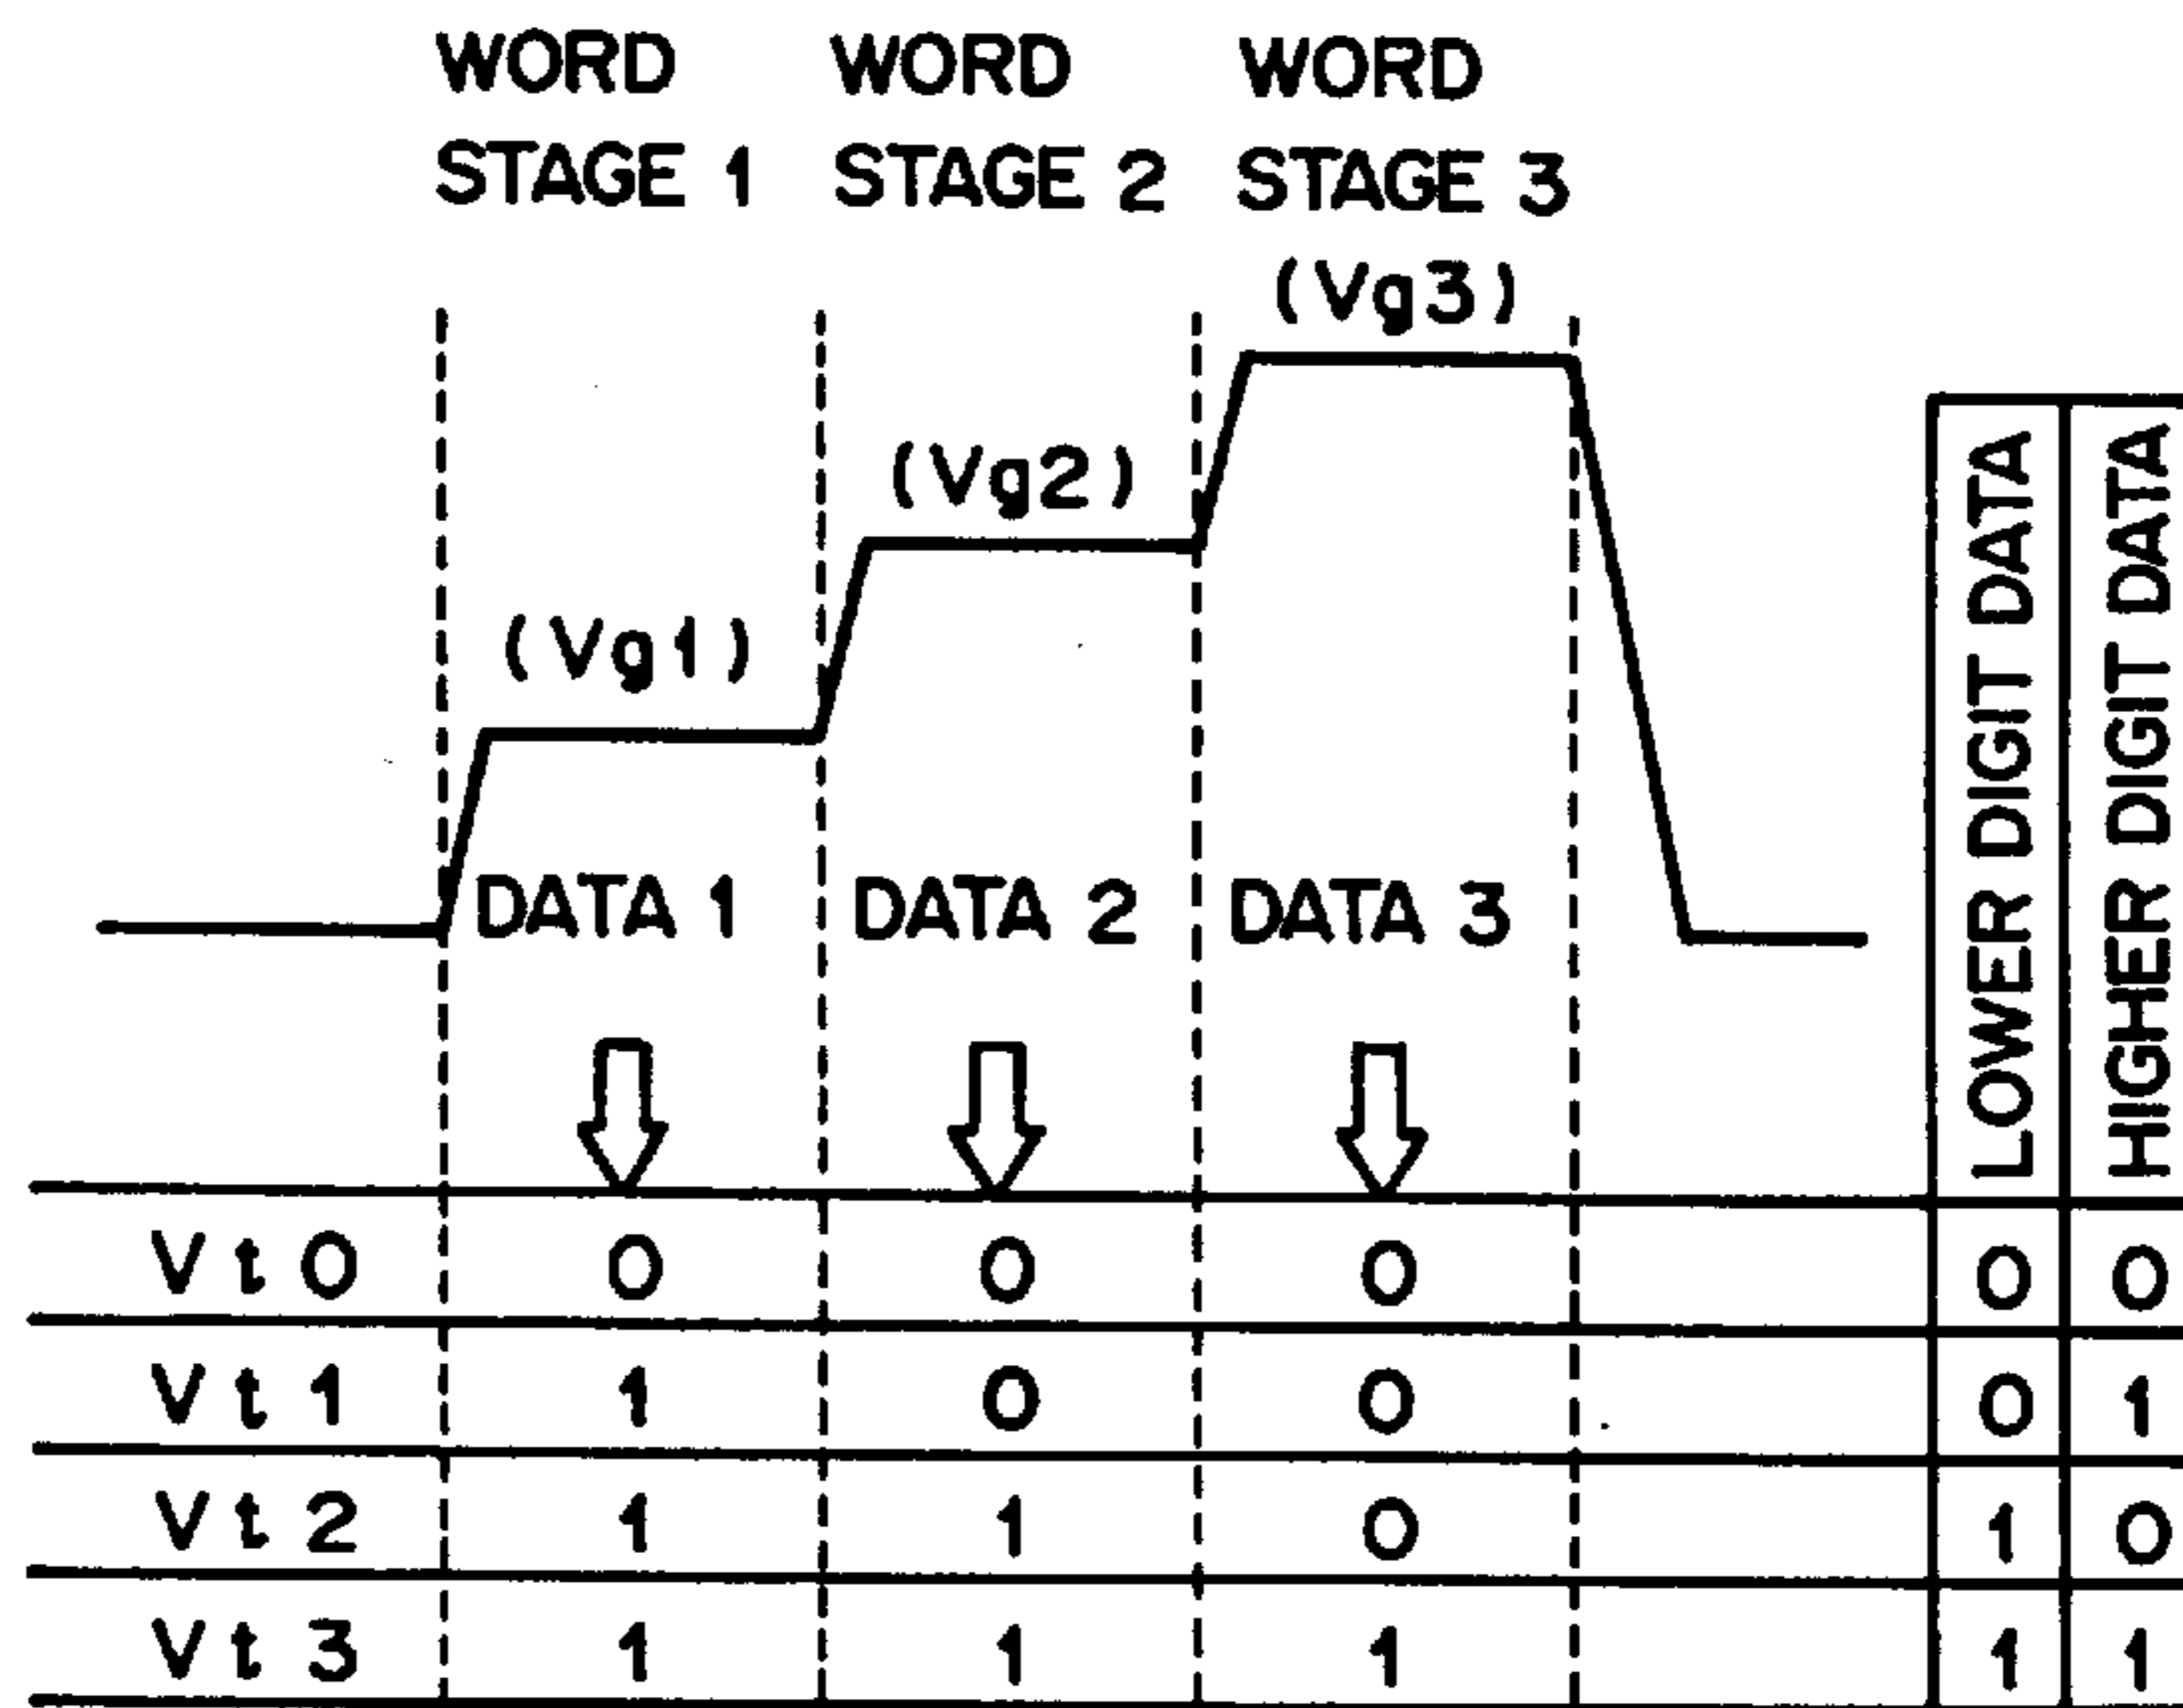 WORD WORD WORD
STAGE 1 STAGE 2 STAGE 3
(Vg3)
(Vg2)
(Vg1)
DATA 1 DATA 2 DATA 3
LOWER DIGIT DATA
HIGHER DIGIT DATA
Vt0 0 0 0 0 0
Vt1 1 0 0 0 1
Vt2 1 1 0 1 0
Vt3 1 1 1 1 1